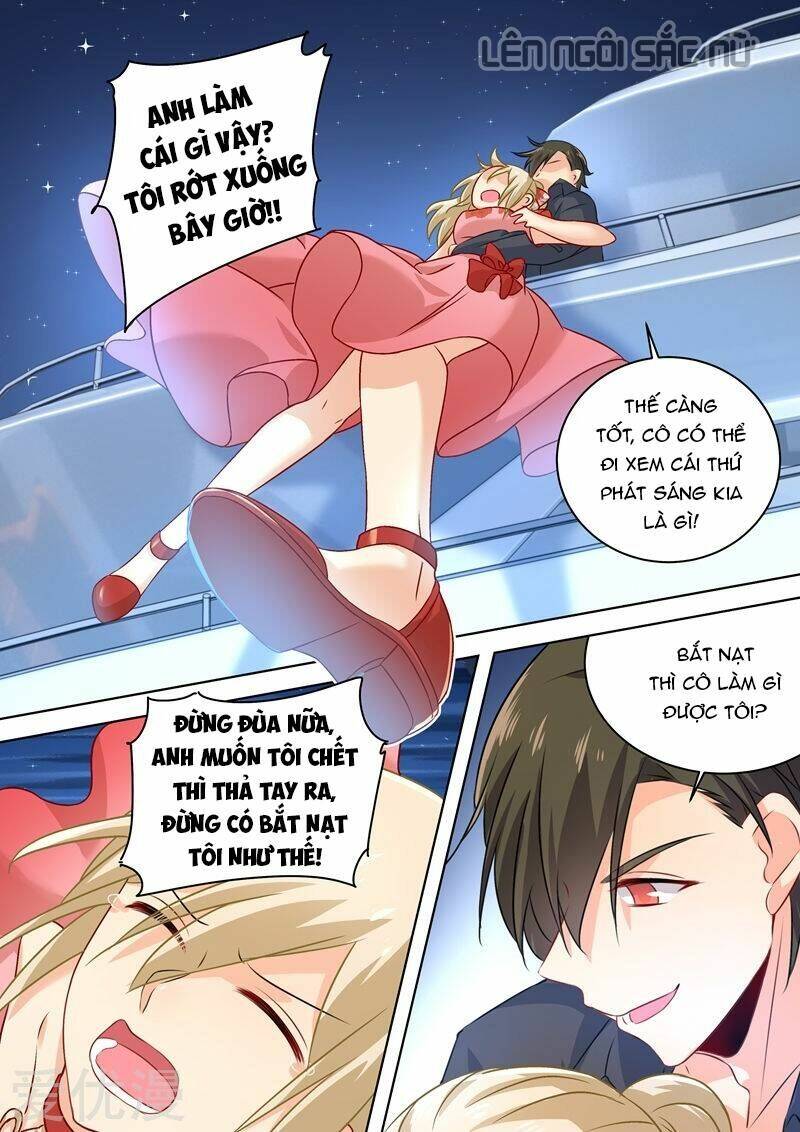 LÊN NGÔI SẮC NỮ
ANH LÀM
CÁI GÌ VẬY?
TÔI RỚT XUỐNG
BÂY GIỜ!!
THẾ CÀNG
TỐT, CÔ CÓ THỂ
ĐI XEM CÁI THỨ
PHÁT SÁNG KIA
LÀ GÌ!
BẮT NẠT
THÌ CÔ LÀM GÌ
ĐƯỢC TÔI?
ĐỪNG ĐÙA NỮA,
ANH MUỐN TÔI CHẾT
THÌ THẢ TAY RA,
ĐỪNG CÓ BẮT NẠT
TÔI NHƯ THẾ!
爱优漫